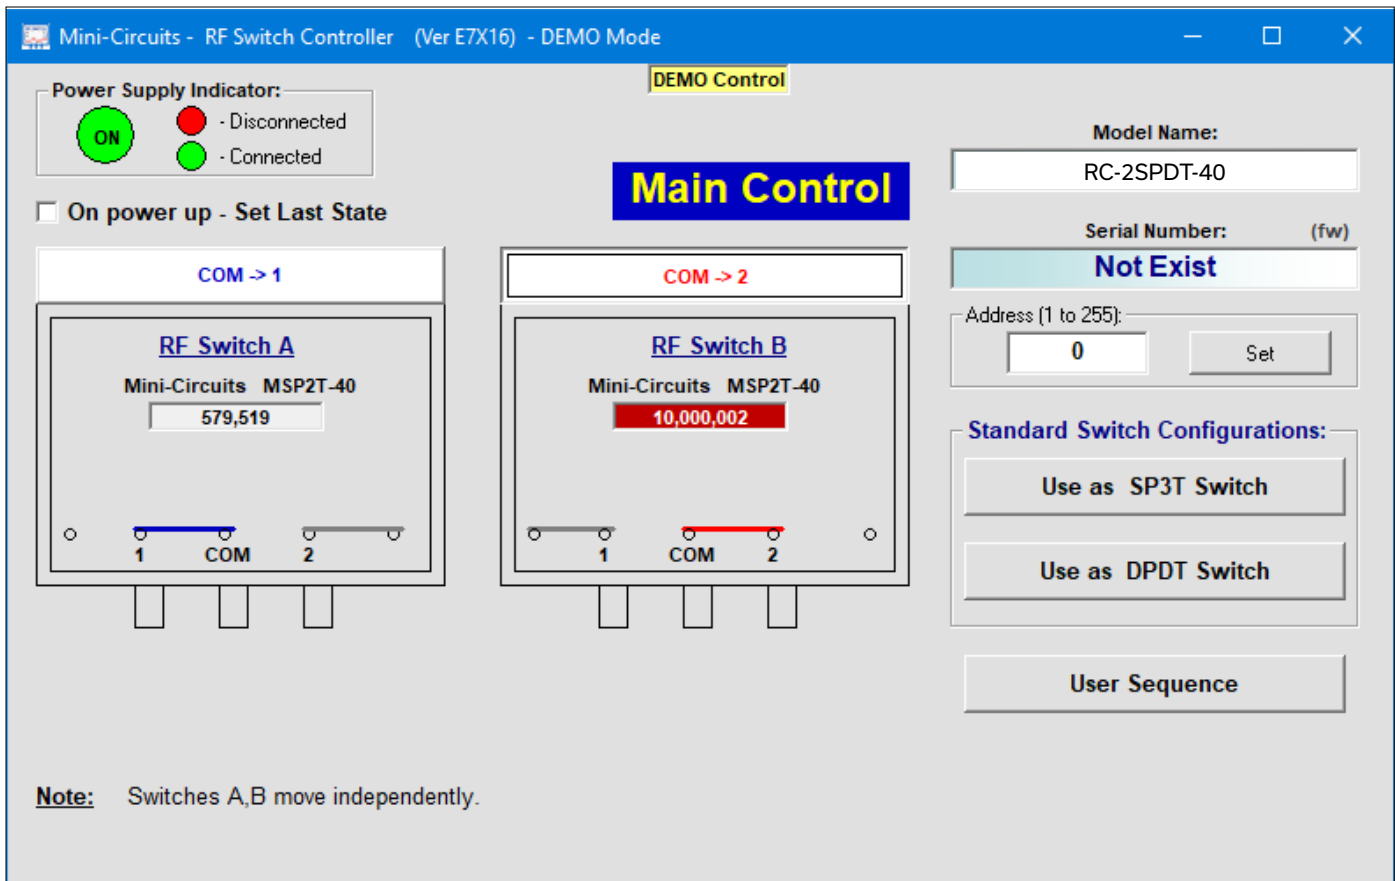 Mini-Circuits - RF Switch Controller (Ver E7X16) - DEMO Mode
DEMO Control
Power Supply Indicator:
ON
- Disconnected
- Connected
On power up - Set Last State
Main Control
Model Name:
RC-2SPDT-40
Serial Number: (fw)
Not Exist
Address (1 to 255):
0 Set
COM -> 1
RF Switch A
Mini-Circuits MSP2T-40
579,519
1 COM 2
COM -> 2
RF Switch B
Mini-Circuits MSP2T-40
10,000,002
1 COM 2
Standard Switch Configurations:
Use as SP3T Switch
Use as DPDT Switch
User Sequence
Note: Switches A,B move independently.